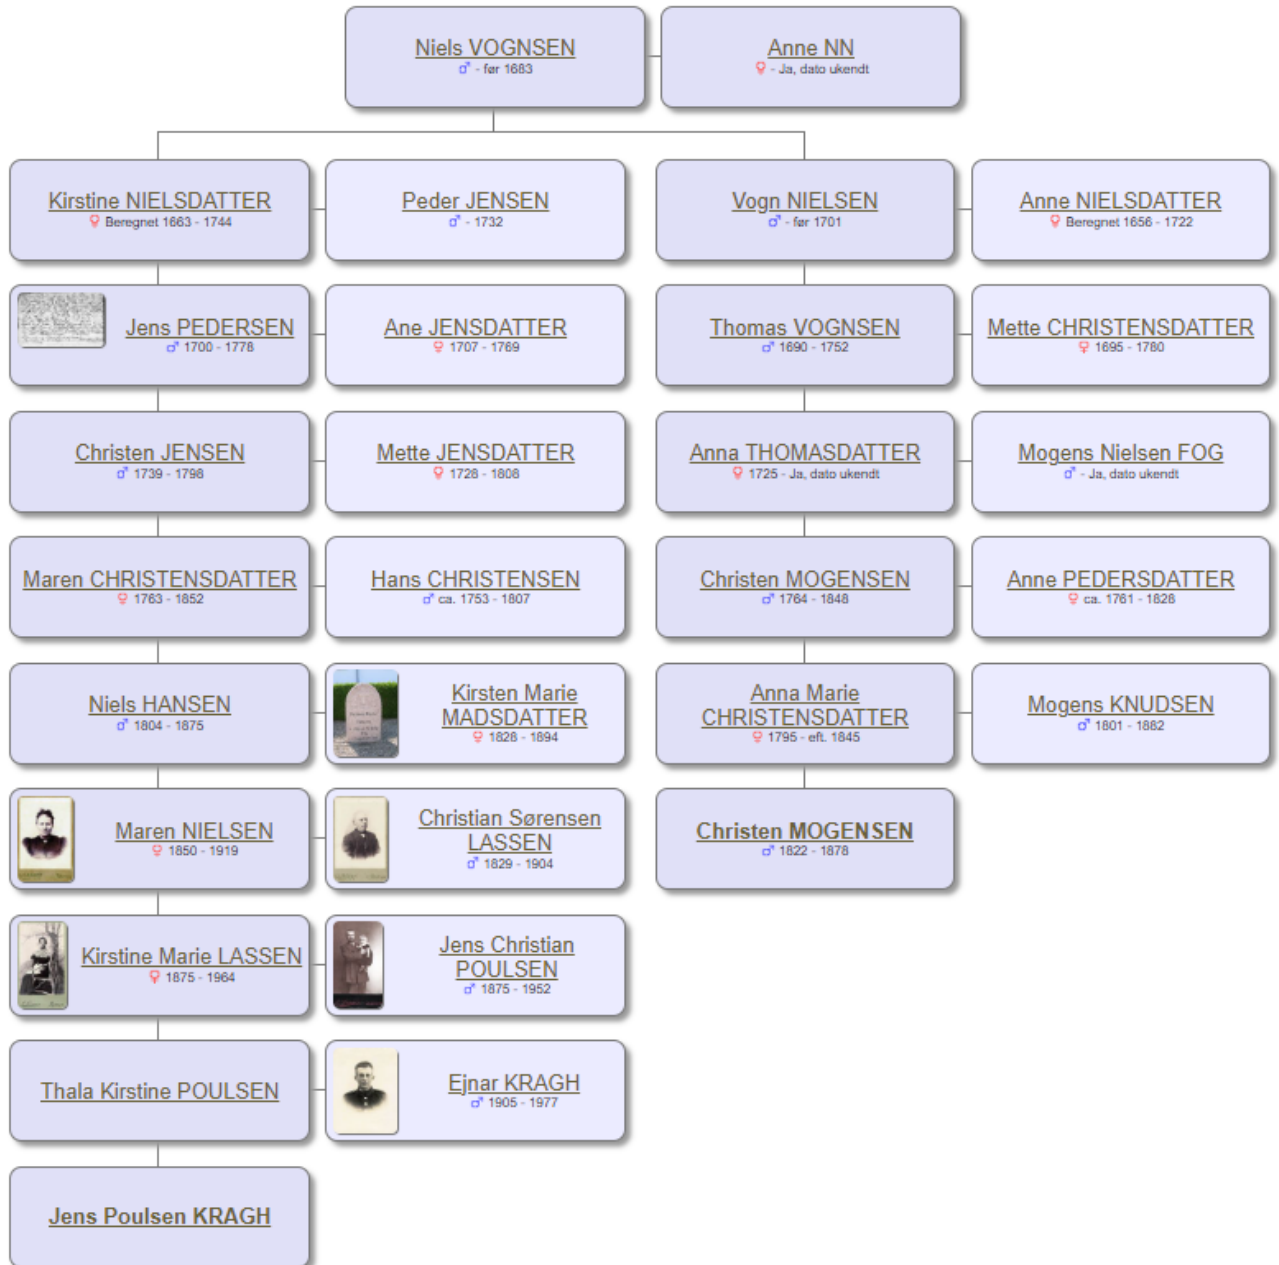 Niels VOGNSEN
♂ - før 1683
Anne NN
♀ - Ja, dato ukendt
Kirstine NIELSDATTER
♀ Beregnet 1663 - 1744
Peder JENSEN
♂ - 1732
Vogn NIELSEN
♂ - før 1701
Anne NIELSDATTER
♀ Beregnet 1656 - 1722
Jens PEDERSEN
♂ 1700 - 1778
Ane JENSDATTER
♀ 1707 - 1769
Thomas VOGNSEN
♂ 1690 - 1752
Mette CHRISTENSDATTER
♀ 1695 - 1780
Christen JENSEN
♂ 1739 - 1798
Mette JENSDATTER
♀ 1728 - 1808
Anna THOMASDATTER
♀ 1725 - Ja, dato ukendt
Mogens Nielsen FOG
♂ - Ja, dato ukendt
Maren CHRISTENSDATTER
♀ 1763 - 1852
Hans CHRISTENSEN
♂ ca. 1753 - 1807
Christen MOGENSEN
♂ 1764 - 1848
Anne PEDERSDATTER
♀ ca. 1761 - 1828
Niels HANSEN
♂ 1804 - 1875
Kirsten Marie
MADSDATTER
♀ 1828 - 1894
Anna Marie
CHRISTENSDATTER
♀ 1795 - eft. 1845
Mogens KNUDSEN
♂ 1801 - 1882
Maren NIELSEN
♀ 1850 - 1919
Christian Sørensen
LASSEN
♂ 1829 - 1904
Christen MOGENSEN
♂ 1822 - 1878
Kirstine Marie LASSEN
♀ 1875 - 1964
Jens Christian
POULSEN
♂ 1875 - 1952
Thala Kirstine POULSEN
Ejnar KRAGH
♂ 1905 - 1977
Jens Poulsen KRAGH